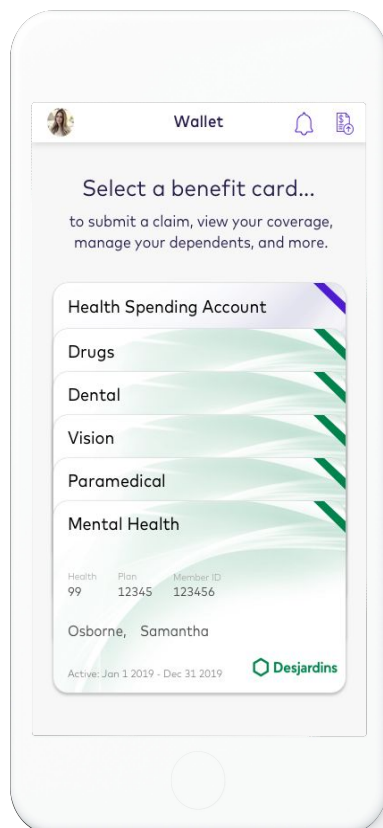 Wallet
Select a benefit card...
to submit a claim, view your coverage,
manage your dependents, and more.
Health Spending Account
Drugs
Dental
Vision
Paramedical
Mental Health
Health Plan Member ID
99 12345 123456
Osborne, Samantha
Active: Jan 1 2019 - Dec 31 2019 Desjardins